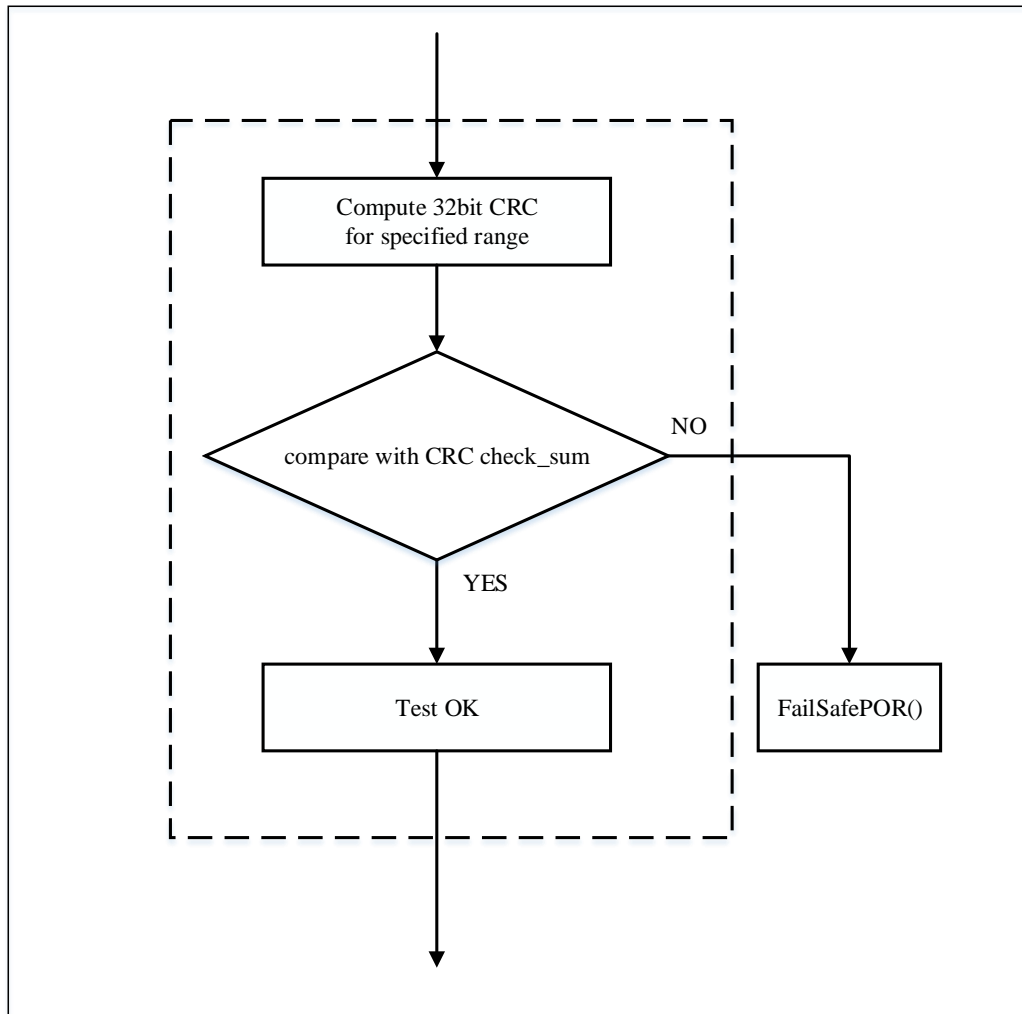 Compute 32bit CRC
for specified range
compare with CRC check_sum
NO
YES
Test OK
FailSafePOR()